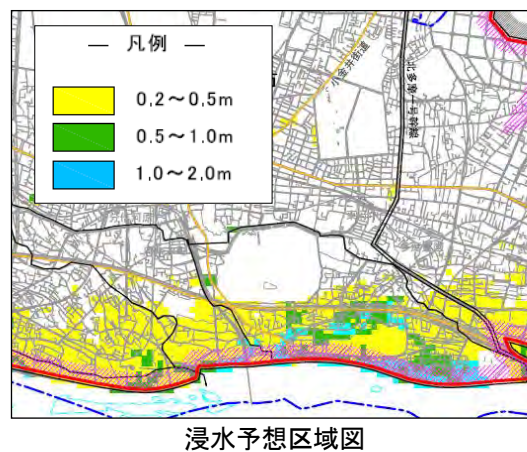 — 凡例 —
0.2～0.5m
0.5～1.0m
1.0～2.0m
小金井街道
北多摩一号幹線
浸水予想区域図